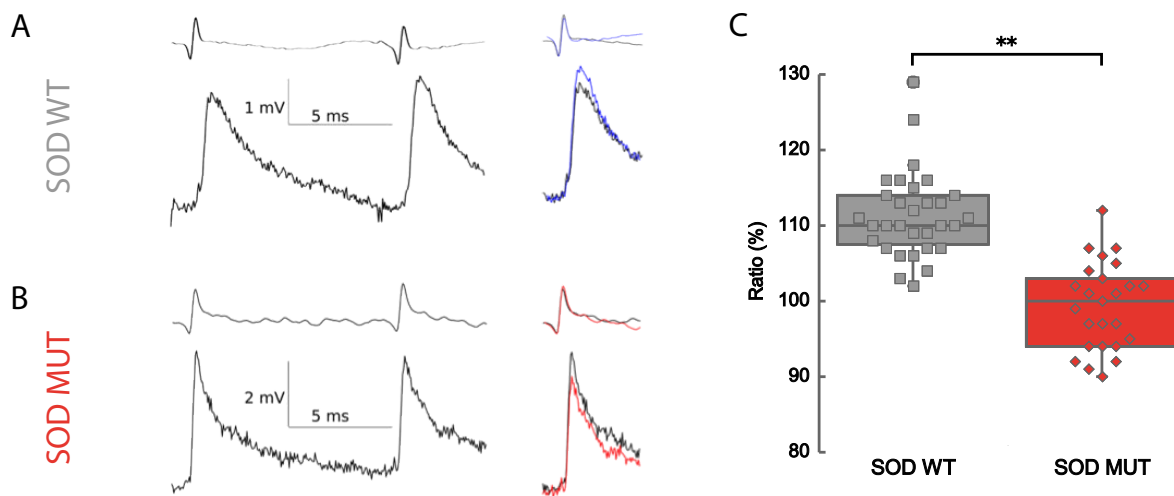 A
SOD WT
1 mV
5 ms
B
SOD MUT
2 mV
5 ms
C
**
Ratio (%)
130
120
110
100
90
80
SOD WT
SOD MUT